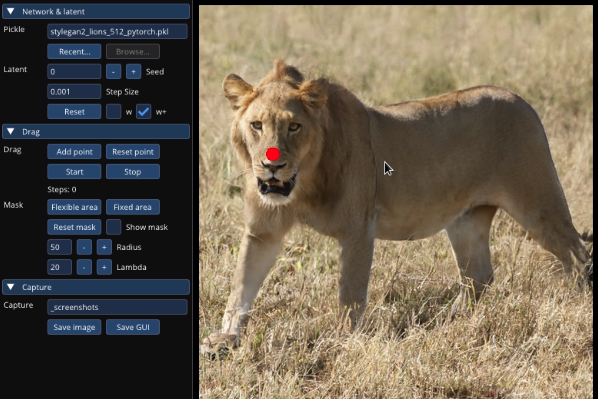 Network & latent
Pickle stylegan2_lions_512_pytorch.pkl
Recent... Browse...
Latent 0 - + Seed
0.001 Step Size
Reset w w+
Drag
Drag Add point Reset point
Start Stop
Steps: 0
Mask Flexible area Fixed area
Reset mask Show mask
50 - + Radius
20 - + Lambda
Capture
Capture _screenshots
Save image Save GUI